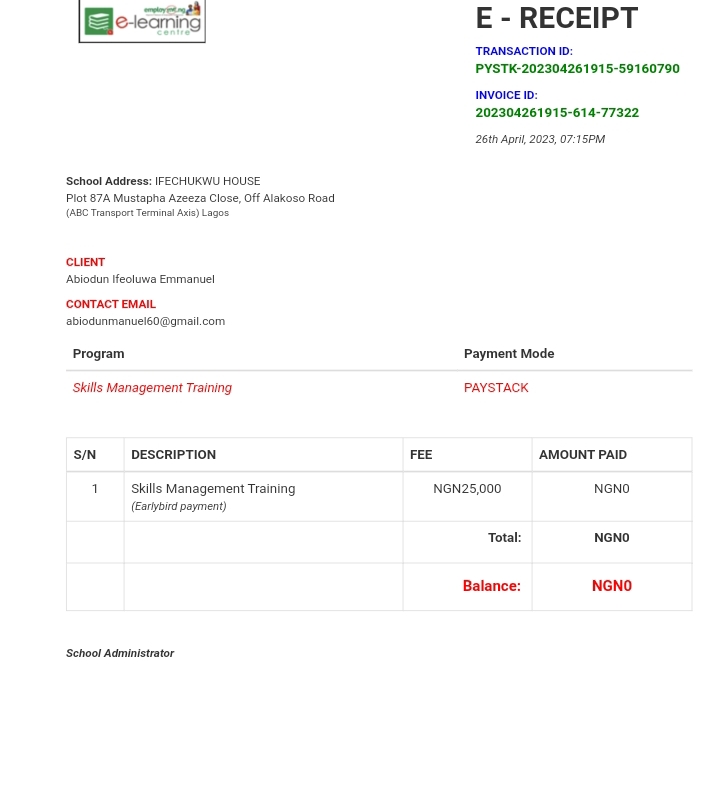 employ me.ng
e-learning
centre
E - RECEIPT
TRANSACTION ID:
PYSTK-202304261915-59160790
INVOICE ID:
202304261915-614-77322
26th April, 2023, 07:15PM
School Address: IFECHUKWU HOUSE
Plot 87A Mustapha Azeeza Close, Off Alakoso Road
(ABC Transport Terminal Axis) Lagos
CLIENT
Abiodun Ifeoluwa Emmanuel
CONTACT EMAIL
abiodunmanuel60@gmail.com
Program Payment Mode
Skills Management Training PAYSTACK
S/N DESCRIPTION FEE AMOUNT PAID
1 Skills Management Training NGN25,000 NGN0
(Earlybird payment)
Total: NGN0
Balance: NGN0
School Administrator